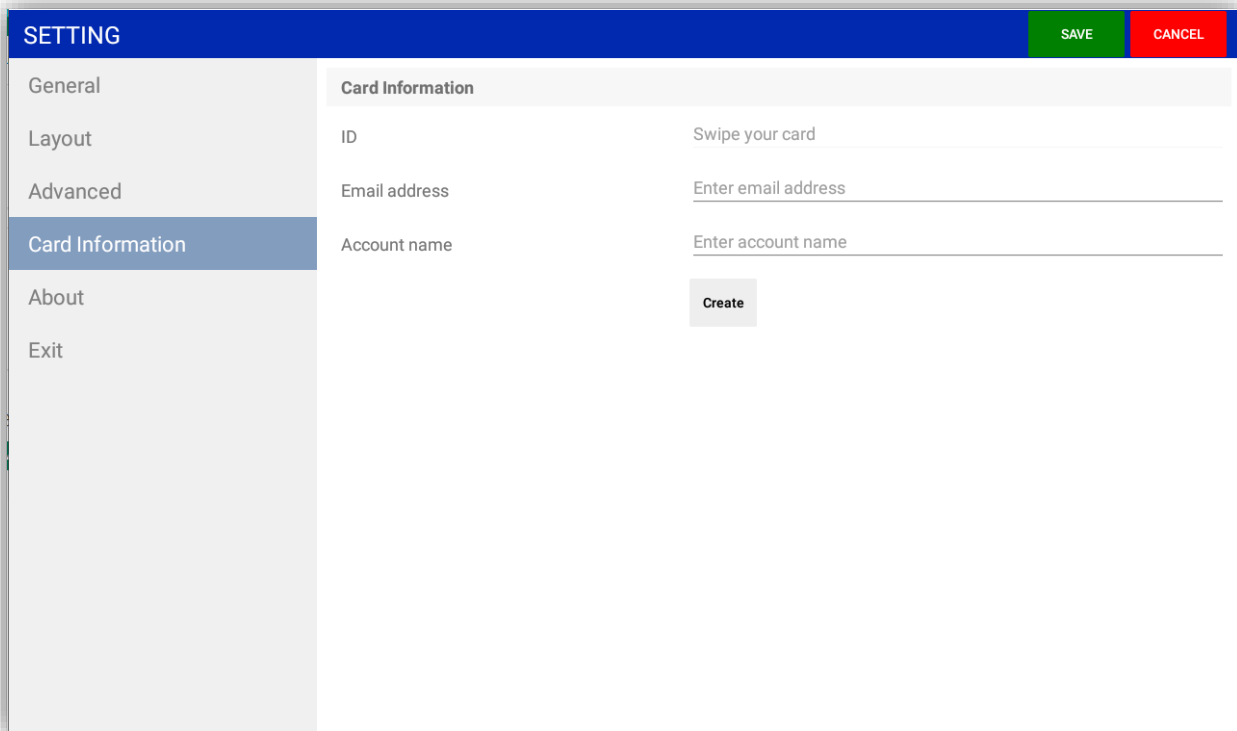 SETTING
SAVE
CANCEL
General
Layout
Advanced
Card Information
About
Exit
Card Information
ID
Swipe your card
Email address
Enter email address
Account name
Enter account name
Create